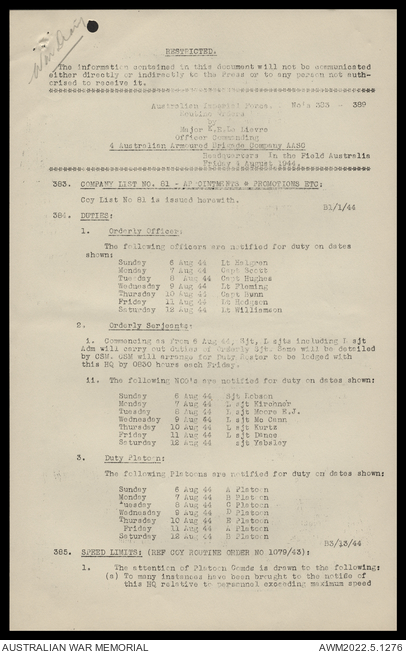 War Diary
RESTRICTED.
The information contained in this document will not be communicated
either directly or indirectly to the Press or to any person not auth-
orised to receive it.
Australian Imperial Force. No's 383 - 389
Routine Orders
by
Major E.D. Le Lievre
Officer Commanding
4 Australian Armoured Brigade Company AASC
Headquarters In the Field Australia
Friday 4 August 1944.
383. COMPANY LIST NO. 81 - APPOINTMENTS & PROMOTIONS ETC:
Coy List No 81 is issued herewith.
B1/1/44
384. DUTIES:
1. Orderly Officer:
The following officers are notified for duty on dates
shown:
Sunday 6 Aug 44 Lt Halgren
Monday 7 Aug 44 Capt Scott
Tuesday 8 Aug 44 Capt Hughes
Wednesday 9 Aug 44 Lt Fleming
Thursday 10 Aug 44 Capt Bunn
Friday 11 Aug 44 Lt Hodgson
Saturday 12 Aug 44 Lt Williamson
2. Orderly Serjeants:
i. Commencing as from 6 Aug 44, Sjt, L sjts including L sjt
Adm will carry out duties of Orderly Sjt. Same will be detailed
by CSM. CSM will arrange for Duty Roster to be lodged with
this HQ by 0830 hours each Friday.
ii. The following NCO's are notified for duty on dates shown:
Sunday 6 Aug 44 Sjt Lobson
Monday 7 Aug 44 L sjt Kirchner
Tuesday 8 Aug 44 L sjt Moore E.J.
Wednesday 9 Aug 44 L sjt Mc Cann
Thursday 10 Aug 44 L sjt Kurtz
Friday 11 Aug 44 L sjt Dunne
Saturday 12 Aug 44 sjt Yebsley
3. Duty Platoon:
The following Platoons are notified for duty on dates shown:
Sunday 6 Aug 44 A Platoon
Monday 7 Aug 44 B Platoon
Tuesday 8 Aug 44 C Platoon
Wednesday 9 Aug 44 D Platoon
Thursday 10 Aug 44 E Platoon
Friday 11 Aug 44 A Platoon
Saturday 12 Aug 44 B Platoon
B3/13/44
385. SPEED LIMITS: (REF COY ROUTINE ORDER NO 1079/43):
1. The attention of Platoon Comds is drawn to the following:
(a) To many instances have been brought to the notice of
this HQ relative to personnel exceeding maximum speed
AUSTRALIAN WAR MEMORIAL
AWM2022.5.1276